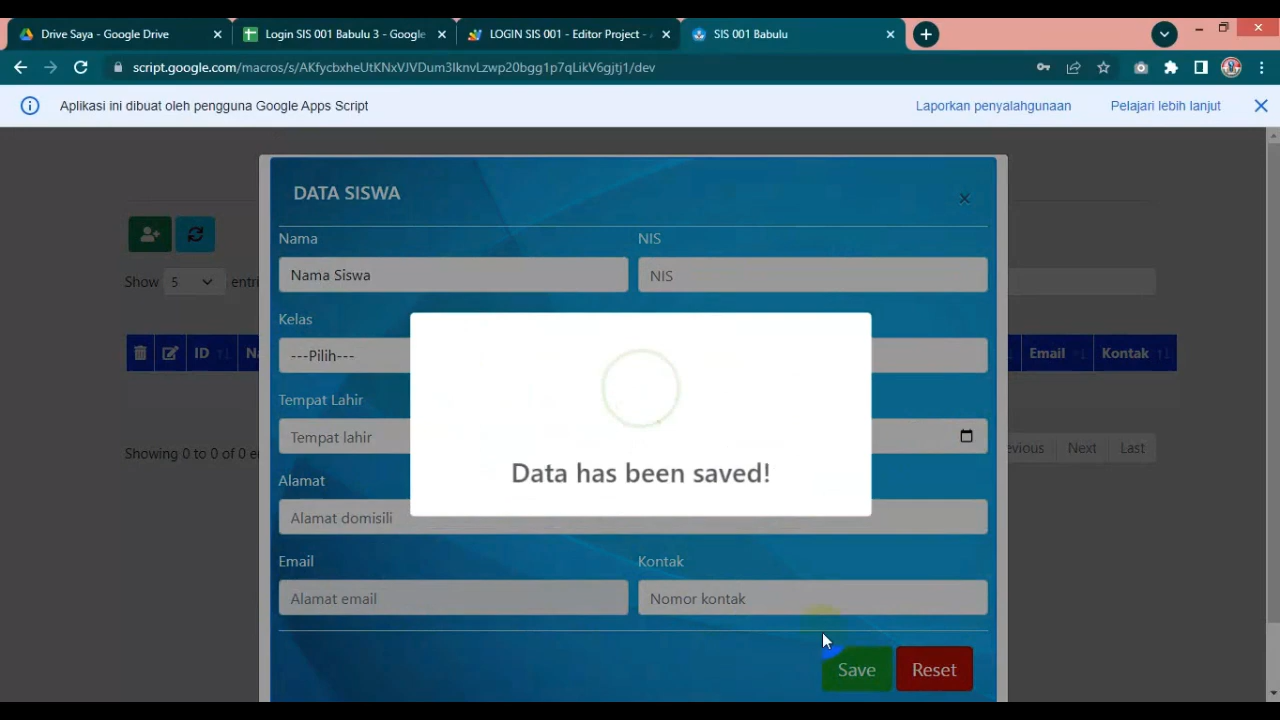 Drive Saya - Google Drive
Login SIS 001 Babulu 3 - Google
LOGIN SIS 001 - Editor Project - A
SIS 001 Babulu
script.google.com/macros/s/AKfycbxheUtKNxVJVDum3lknvLzwp20bgg1p7qLikV6gjtj1/dev
Aplikasi ini dibuat oleh pengguna Google Apps Script
Laporkan penyalahgunaan
Pelajari lebih lanjut
DATA SISWA
Nama
NIS
Nama Siswa
NIS
Show 5 entri
Kelas
ID
Na
---Pilih---
Email
Kontak
Tempat Lahir
Tempat lahir
Showing 0 to 0 of 0 e
evious
Next
Last
Data has been saved!
Alamat
Alamat domisili
Email
Kontak
Alamat email
Nomor kontak
Save
Reset